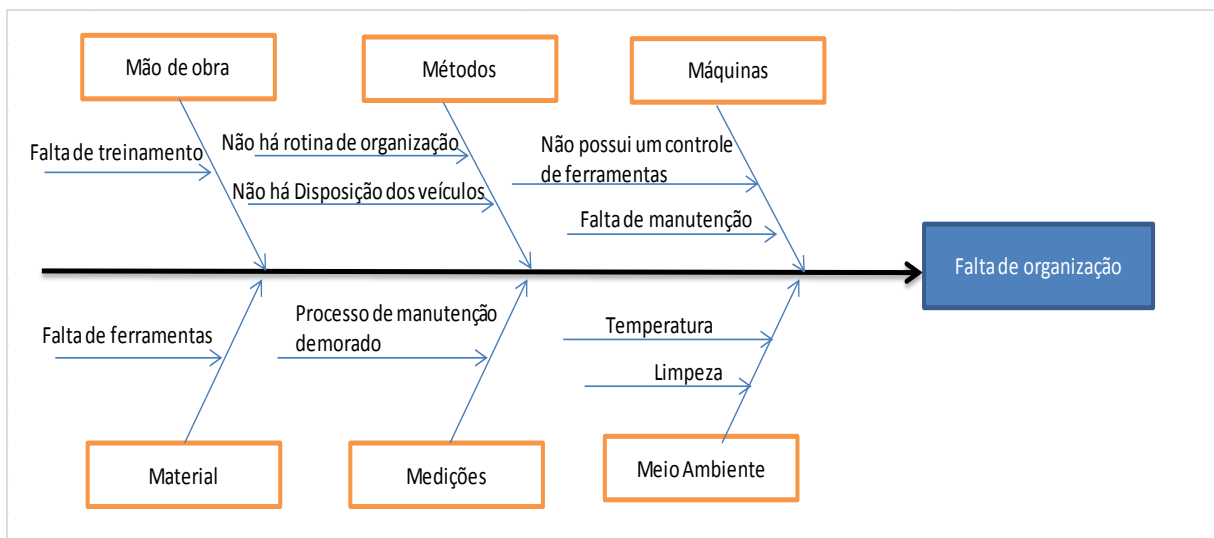 Mão de obra
Métodos
Máquinas
Falta de treinamento
Não há rotina de organização
Não há Disposição dos veículos
Não possui um controle
de ferramentas
Falta de manutenção
Falta de organização
Falta de ferramentas
Processo de manutenção
demorado
Temperatura
Limpeza
Material
Medições
Meio Ambiente